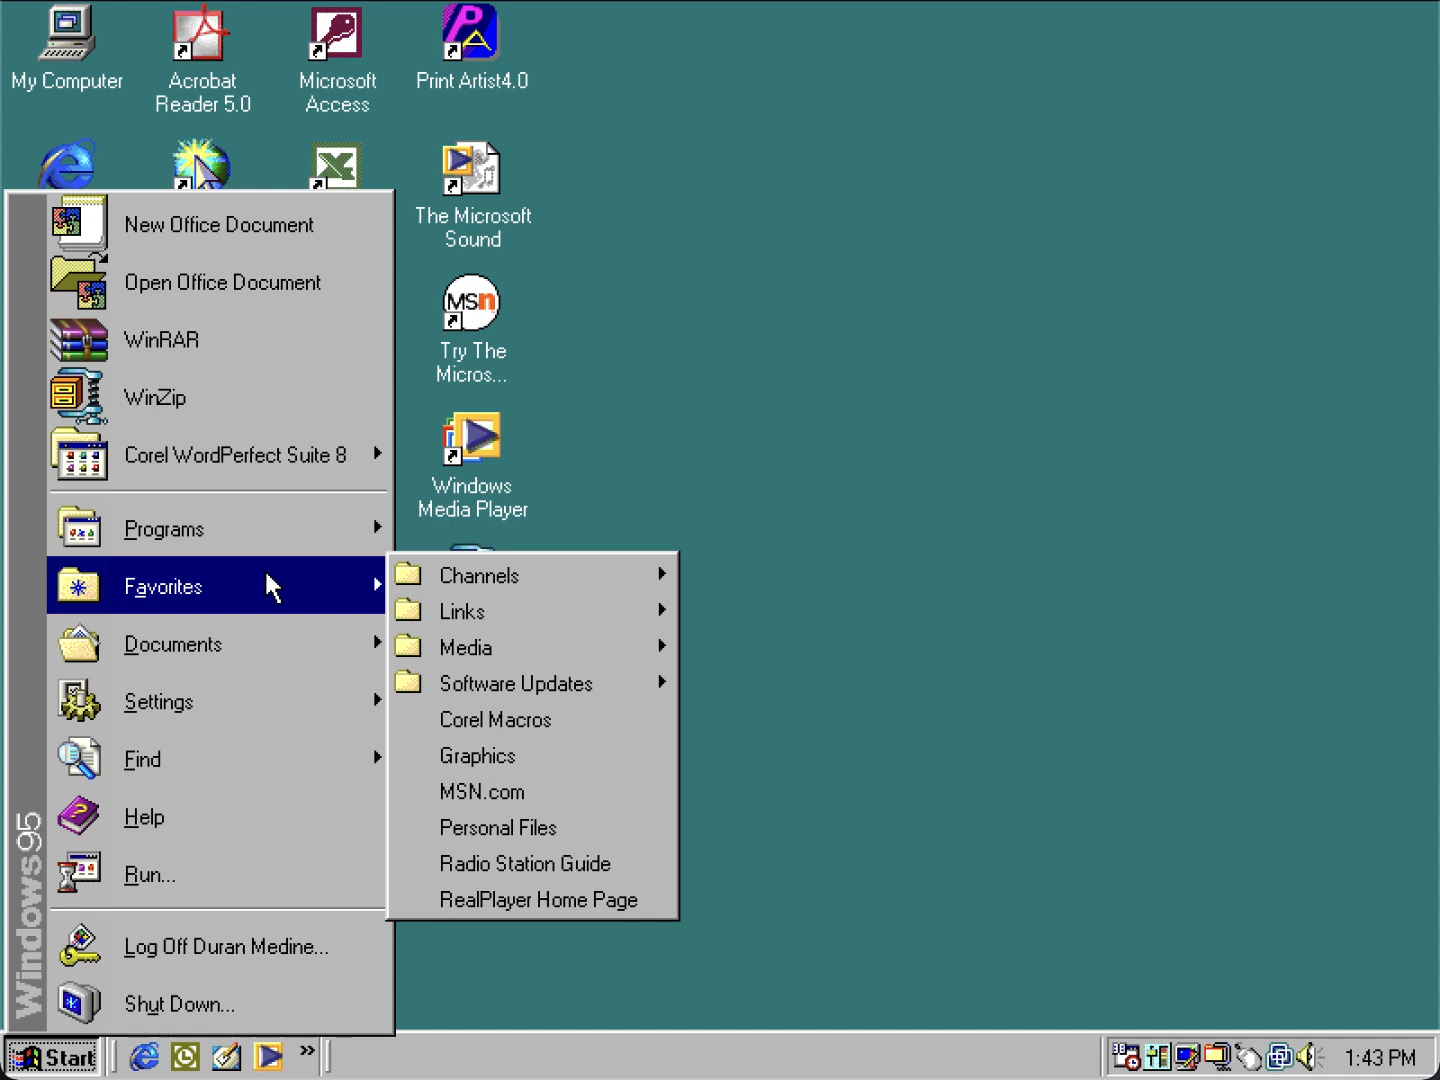 My Computer
Acrobat
Reader 5.0
Microsoft
Access
Print Artist4.0
The Microsoft
Sound
MSn
Try The
Micros...
Windows
Media Player
New Office Document
Open Office Document
WinRAR
WinZip
Corel WordPerfect Suite 8
Programs
Favorites
Documents
Settings
Find
Help
Run...
Log Off Duran Medine...
Shut Down...
Windows95
Channels
Links
Media
Software Updates
Corel Macros
Graphics
MSN.com
Personal Files
Radio Station Guide
RealPlayer Home Page
Start
1:43 PM